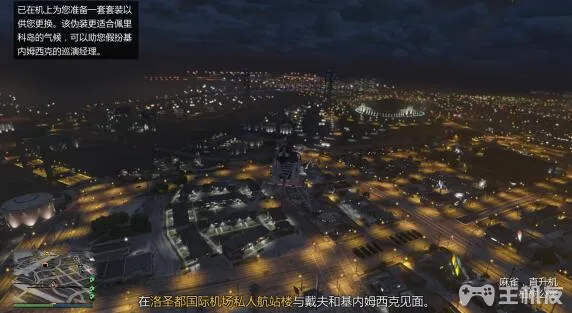 已在机上为您准备一套套装以
供您更换。该伪装更适合佩里
科岛的气候，可以助您假扮基
内姆西克的巡演经理。
麻雀，直升机
在洛圣都国际机场私人航站楼与戴夫和基内姆西克见面。
主机友